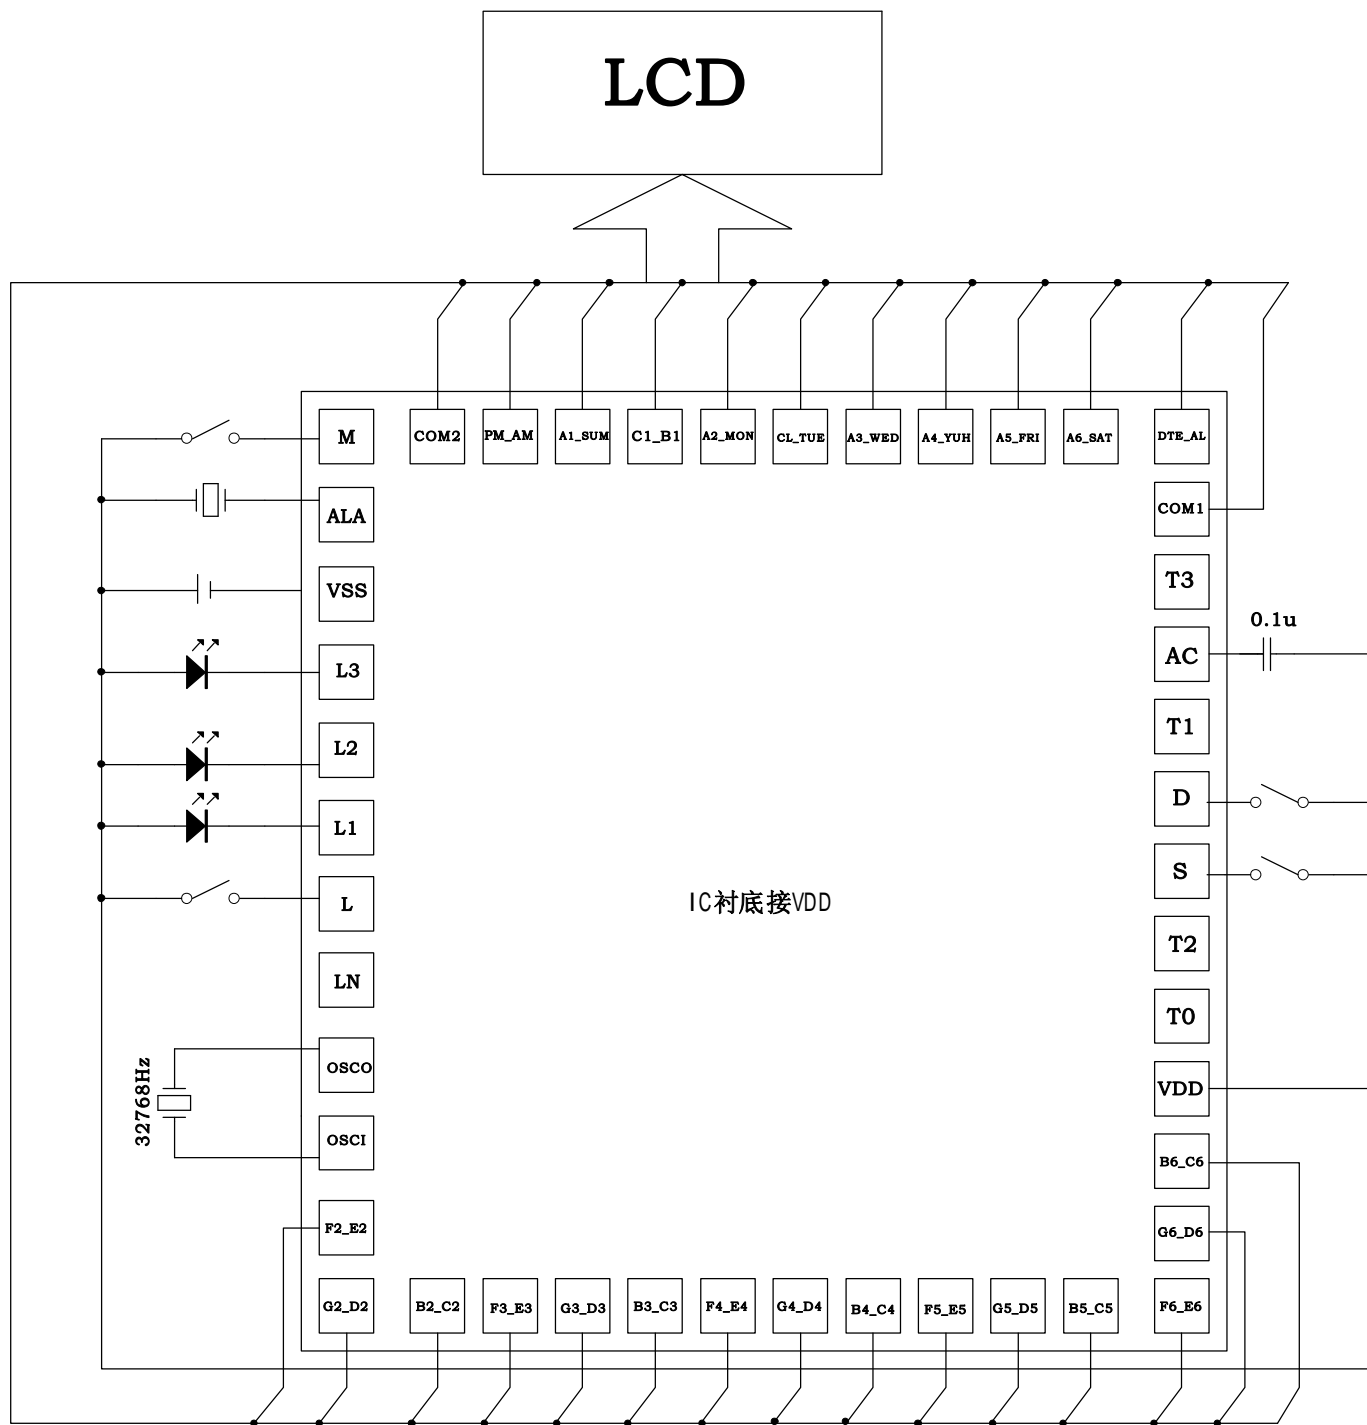 LCD
M
COM2
PM_AM
A1_SUM
C1_B1
A2_MON
CL_TUE
A3_WED
A4_YUH
A5_FRI
A6_SAT
DTE_AL
ALA
COM1
VSS
T3
0.1u
L3
AC
L2
T1
L1
D
L
S
IC衬底接VDD
LN
T2
T0
OSCO
32768Hz
VDD
OSCI
B6_C6
F2_E2
G6_D6
G2_D2
B2_C2
F3_E3
G3_D3
B3_C3
F4_E4
G4_D4
B4_C4
F5_E5
G5_D5
B5_C5
F6_E6